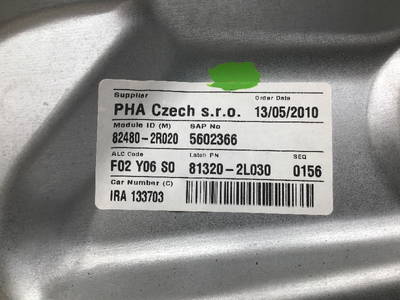 Supplier Order Date
PHA Czech s.r.o. 13/05/2010
Module ID (M) SAP No
82480-2R020 5602366
ALC Code Latch PN SEQ
F02 Y06 S0 81320-2L030 0156
Car Number (C)
IRA 133703